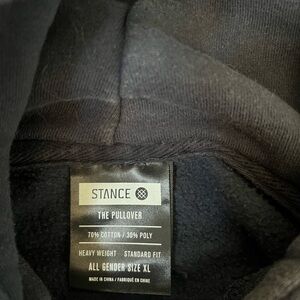 STANCE
THE PULLOVER
70% COTTON / 30% POLY
HEAVY WEIGHT STANDARD FIT
ALL GENDER SIZE XL
MADE IN CHINA / FABRIQUÉ EN CHINE